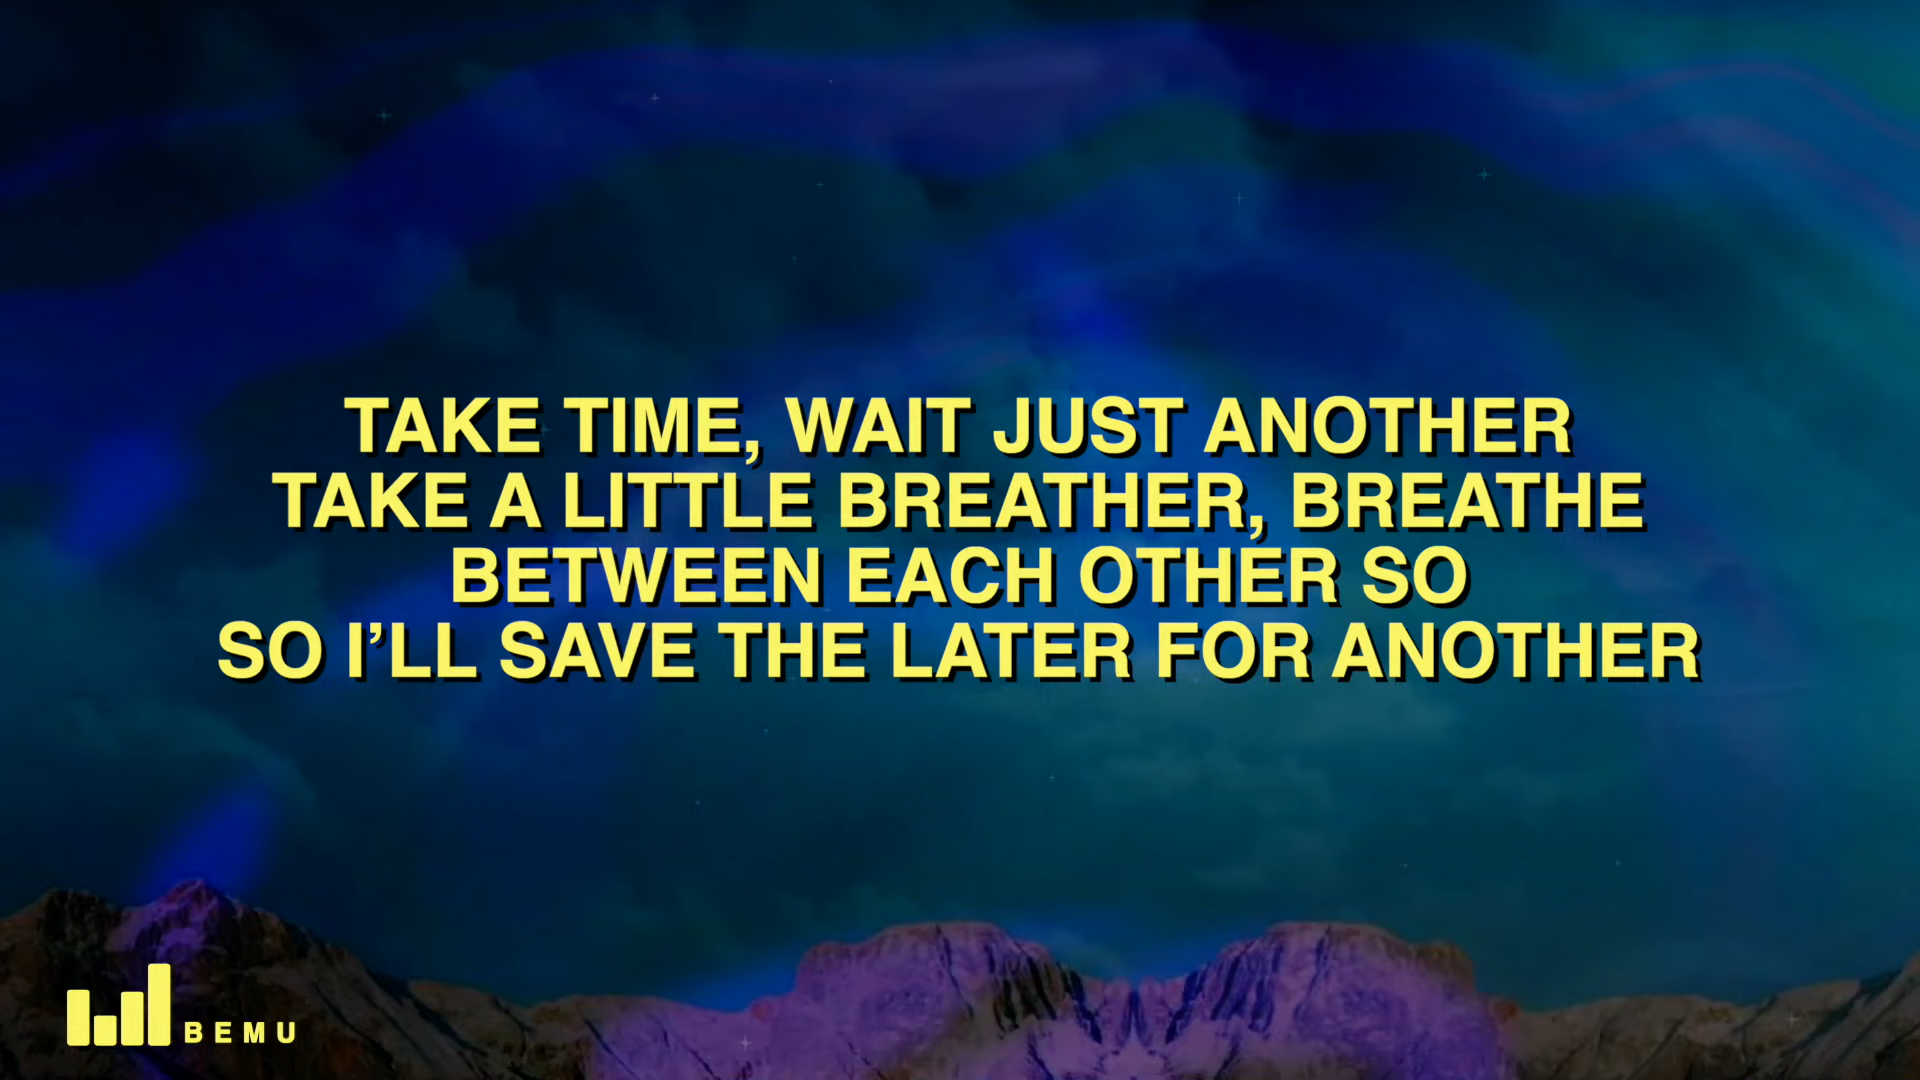 TAKE TIME, WAIT JUST ANOTHER
TAKE A LITTLE BREATHER, BREATHE
BETWEEN EACH OTHER SO
SO I’LL SAVE THE LATER FOR ANOTHER
BEMU